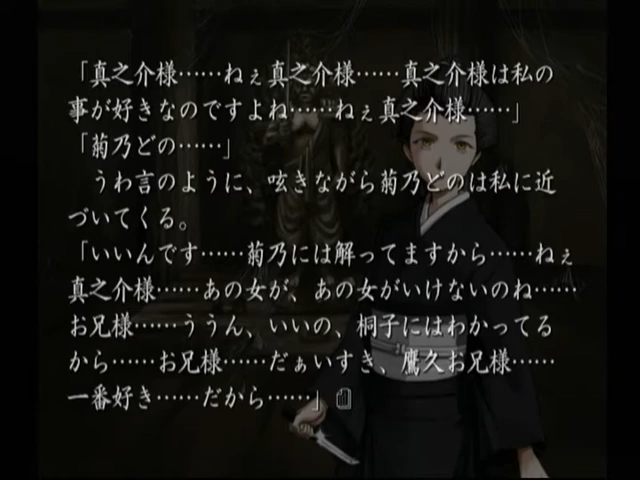 「真之介様……ねぇ真之介様……真之介様は私の
事が好きなのですよね……ねぇ真之介様……」
「菊乃どの……」
　うわ言のように、呟きながら菊乃どのは私に近
づいてくる。
「いいんです……菊乃には解ってますから……ねぇ
真之介様……あの女が、あの女がいけないのね……
お兄様……ううん、いいの、桐子にはわかってる
から……お兄様……だぁいすき、鷹久お兄様……
一番好き……だから……」